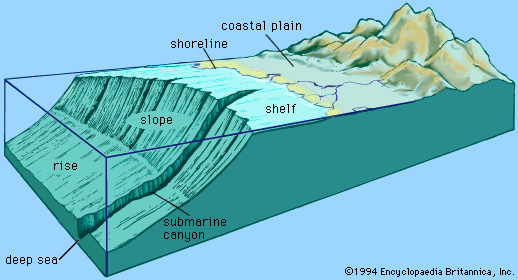 coastal plain
shoreline
shelf
slope
rise
submarine
canyon
deep sea
©1994 Encyclopaedia Britannica, Inc.